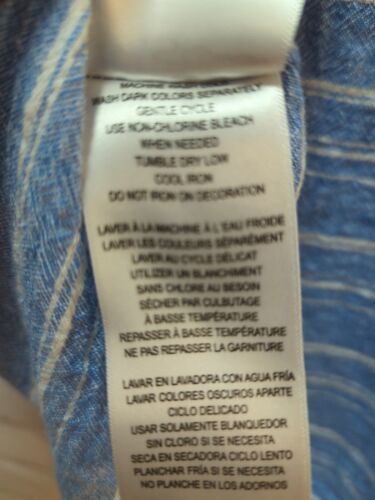 MACHINE WASH COLD
WASH DARK COLORS SEPARATELY
GENTLE CYCLE
USE NON-CHLORINE BLEACH
WHEN NEEDED
TUMBLE DRY LOW
COOL IRON
DO NOT IRON ON DECORATION
LAVER À LA MACHINE À L'EAU FROIDE
LAVER LES COULEURS SÉPARÉMENT
LAVER AU CYCLE DÉLICAT
UTILIZER UN BLANCHIMENT
SANS CHLORE AU BESOIN
SÉCHER PAR CULBUTAGE
À BASSE TEMPÉRATURE
REPASSER À BASSE TEMPÉRATURE
NE PAS REPASSER LA GARNITURE
LAVAR EN LAVADORA CON AGUA FRÍA
LAVAR COLORES OSCUROS APARTE
CICLO DELICADO
USAR SOLAMENTE BLANQUEDOR
SIN CLORO SI SE NECESITA
SECA EN SECADORA CICLO LENTO
PLANCHAR FRÍA SI SE NECESITA
NO PLANCHE EN LOS ADORNOS